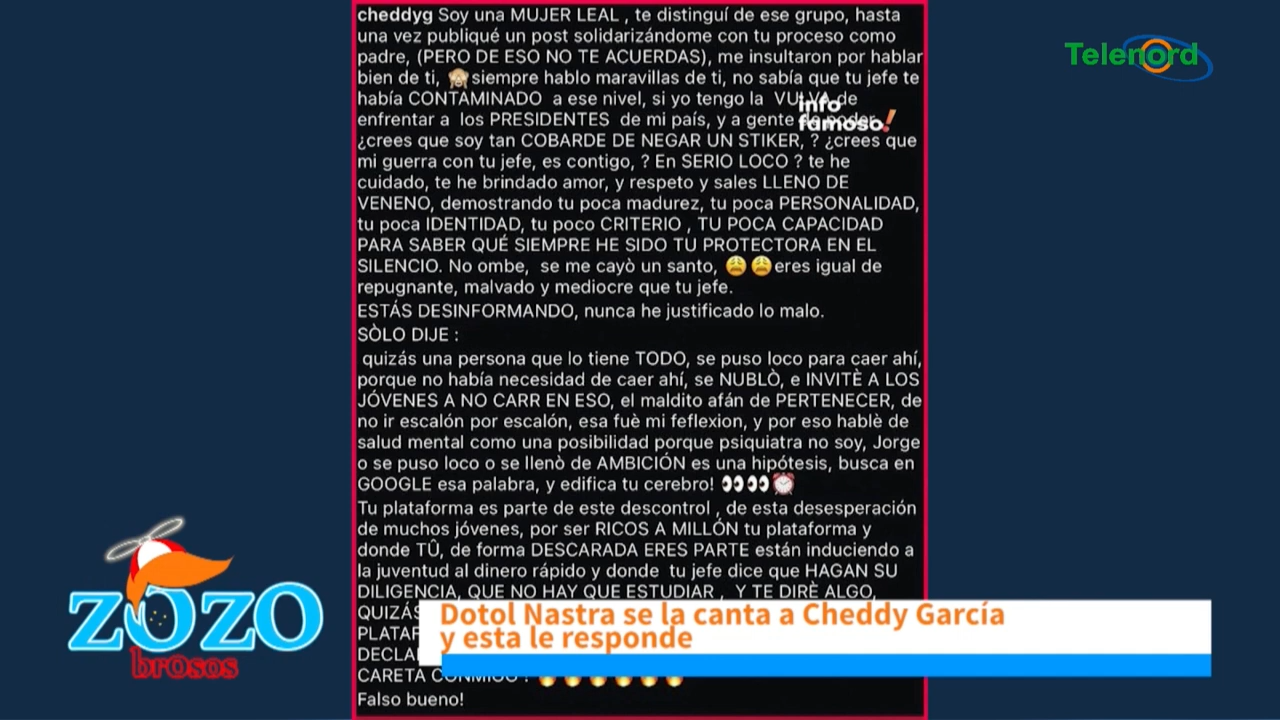 cheddyg Soy una MUJER LEAL , te distinguí de ese grupo, hasta
una vez publiqué un post solidarizándome con tu proceso como
padre, (PERO DE ESO NO TE ACUERDAS), me insultaron por hablar
bien de ti, 🙈siempre hablo maravillas de ti, no sabía que tu jefe te
había CONTAMINADO a ese nivel, si yo tengo la VULVA de
enfrentar a los PRESIDENTES de mi país, y a gente de poder
¿crees que soy tan COBARDE DE NEGAR UN STIKER, ? ¿crees que
mi guerra con tu jefe, es contigo, ? En SERIO LOCO ? te he
cuidado, te he brindado amor, y respeto y sales LLENO DE
VENENO, demostrando tu poca madurez, tu poca PERSONALIDAD,
tu poca IDENTIDAD, tu poco CRITERIO , TU POCA CAPACIDAD
PARA SABER QUÉ SIEMPRE HE SIDO TU PROTECTORA EN EL
SILENCIO. No ombe, se me cayò un santo, 😩😩eres igual de
repugnante, malvado y mediocre que tu jefe.
ESTÁS DESINFORMANDO, nunca he justificado lo malo.
SÒLO DIJE :
quizás una persona que lo tiene TODO, se puso loco para caer ahí,
porque no había necesidad de caer ahí, se NUBLÒ, e INVITÈ A LOS
JÓVENES A NO CARR EN ESO, el maldito afán de PERTENECER, de
no ir escalón por escalón, esa fuè mi feflexion, y por eso hablè de
salud mental como una posibilidad porque psiquiatra no soy, Jorge
o se puso loco o se llenò de AMBICIÓN es una hipótesis, busca en
GOOGLE esa palabra, y edifica tu cerebro! 👀👀⏰
Tu plataforma es parte de este descontrol , de esta desesperación
de muchos jóvenes, por ser RICOS A MILLÓN tu plataforma y
donde TÛ, de forma DESCARADA ERES PARTE están induciendo a
la juventud al dinero rápido y donde tu jefe dice que HAGAN SU
DILIGENCIA, QUE NO HAY QUE ESTUDIAR , Y TE DIRÈ ALGO,
QUIZÁS
CARETA CONMIGO !
Falso bueno!
Telenord
info
famoso!
zozo
brosos
Dotol Nastra se la canta a Cheddy García
y esta le responde